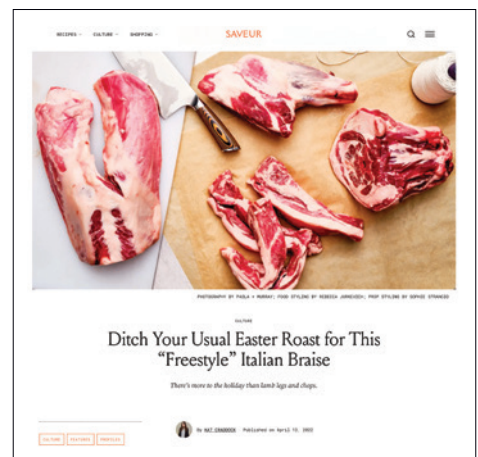 RECIPES
CULTURE
SHOPPING
SAVEUR
PHOTOGRAPHY BY PAOLA + MURRAY; FOOD STYLING BY REBECCA JURKEVICH; PROP STYLING BY SOPHIE STRANGIO
CULTURE
Ditch Your Usual Easter Roast for This
“Freestyle” Italian Braise
There's more to the holiday than lamb legs and chops.
By KAT CRADDOCK Published on April 13, 2022
CULTURE FEATURES PROFILES